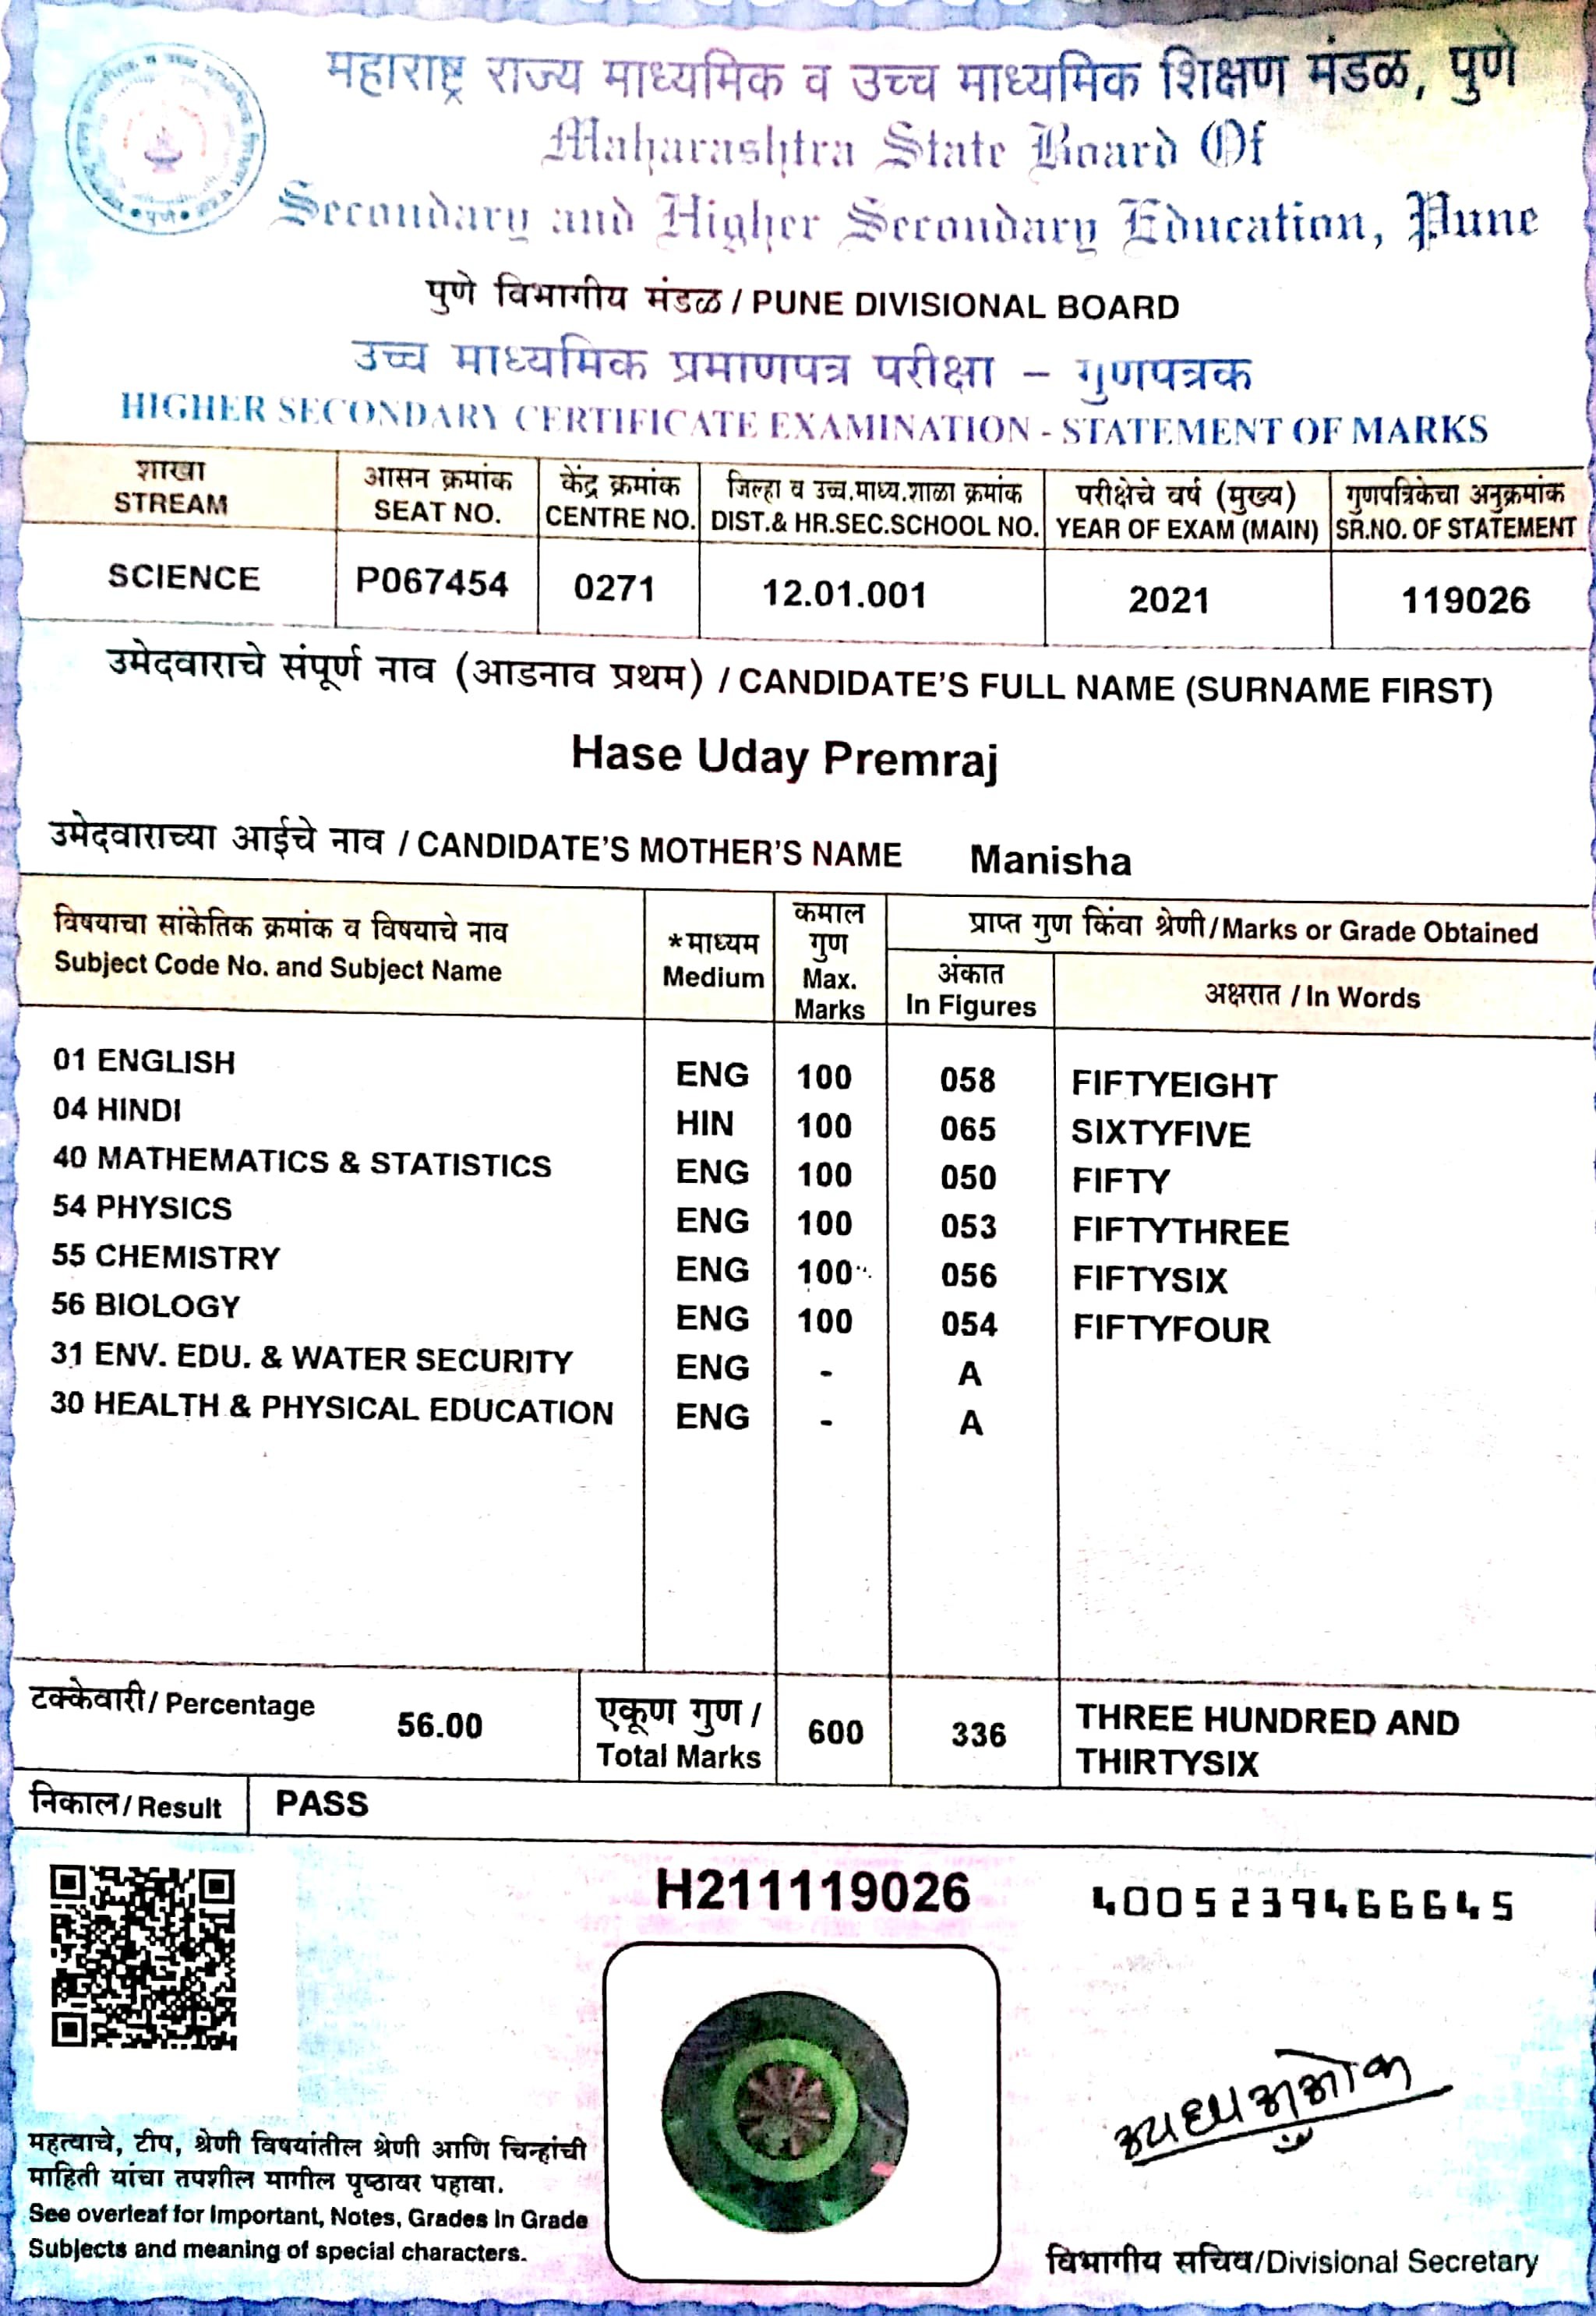 महाराष्ट्र राज्य माध्यमिक व उच्च माध्यमिक शिक्षण मंडळ, पुणे
Maharashtra State Board Of
Secondary and Higher Secondary Education, Pune
पुणे विभागीय मंडळ / PUNE DIVISIONAL BOARD
उच्च माध्यमिक प्रमाणपत्र परीक्षा – गुणपत्रक
HIGHER SECONDARY CERTIFICATE EXAMINATION - STATEMENT OF MARKS
शाखा आसन क्रमांक केंद्र क्रमांक जिल्हा व उच्च.माध्य.शाळा क्रमांक परीक्षेचे वर्ष (मुख्य) गुणपत्रिकेचा अनुक्रमांक
STREAM SEAT NO. CENTRE NO. DIST.& HR.SEC.SCHOOL NO. YEAR OF EXAM (MAIN) SR.NO. OF STATEMENT
SCIENCE P067454 0271 12.01.001 2021 119026
उमेदवाराचे संपूर्ण नाव (आडनाव प्रथम) / CANDIDATE'S FULL NAME (SURNAME FIRST)
Hase Uday Premraj
उमेदवाराच्या आईचे नाव / CANDIDATE'S MOTHER'S NAME Manisha
विषयाचा सांकेतिक क्रमांक व विषयाचे नाव
Subject Code No. and Subject Name
*माध्यम
Medium
कमाल
गुण
Max.
Marks
प्राप्त गुण किंवा श्रेणी/Marks or Grade Obtained
अंकात
In Figures
अक्षरात / In Words
01 ENGLISH ENG 100 058 FIFTYEIGHT
04 HINDI HIN 100 065 SIXTYFIVE
40 MATHEMATICS & STATISTICS ENG 100 050 FIFTY
54 PHYSICS ENG 100 053 FIFTYTHREE
55 CHEMISTRY ENG 100 056 FIFTYSIX
56 BIOLOGY ENG 100 054 FIFTYFOUR
31 ENV. EDU. & WATER SECURITY ENG - A
30 HEALTH & PHYSICAL EDUCATION ENG - A
टक्केवारी/ Percentage 56.00
एकूण गुण /
Total Marks
600 336
THREE HUNDRED AND
THIRTYSIX
निकाल/ Result PASS
H211119026
4005239466645
महत्वाचे, टीप, श्रेणी विषयांतील श्रेणी आणि चिन्हांची
माहिती यांचा तपशील मागील पृष्ठावर पहावा.
See overleaf for Important, Notes, Grades in Grade
Subjects and meaning of special characters.
विभागीय सचिव/Divisional Secretary